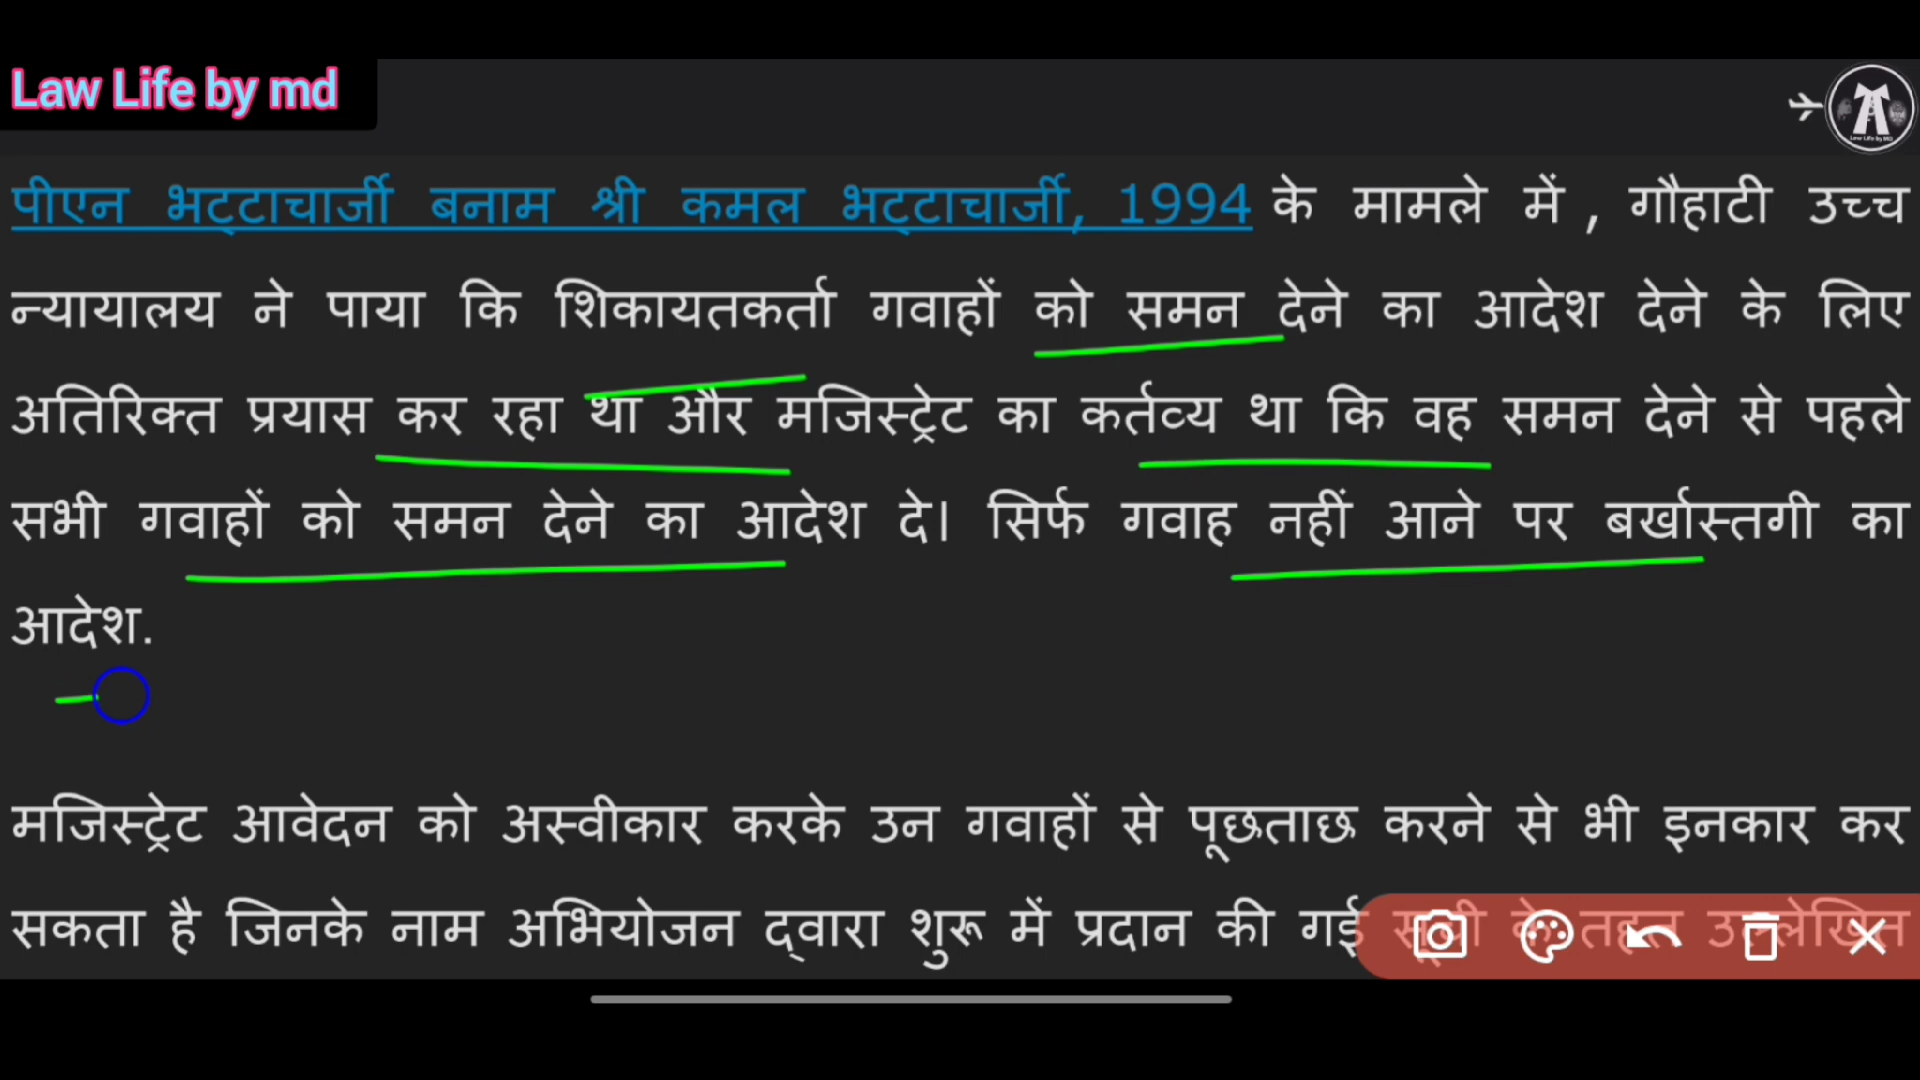 Law Life by md
पीएन भट्टाचार्जी बनाम श्री कमल भट्टाचार्जी, 1994 के मामले में , गौहाटी उच्च
न्यायालय ने पाया कि शिकायतकर्ता गवाहों को समन देने का आदेश देने के लिए
अतिरिक्त प्रयास कर रहा था और मजिस्ट्रेट का कर्तव्य था कि वह समन देने से पहले
सभी गवाहों को समन देने का आदेश दे। सिर्फ गवाह नहीं आने पर बर्खास्तगी का
आदेश.
मजिस्ट्रेट आवेदन को अस्वीकार करके उन गवाहों से पूछताछ करने से भी इनकार कर
सकता है जिनके नाम अभियोजन द्वारा शुरू में प्रदान की गई सूची के तहत उल्लेखित